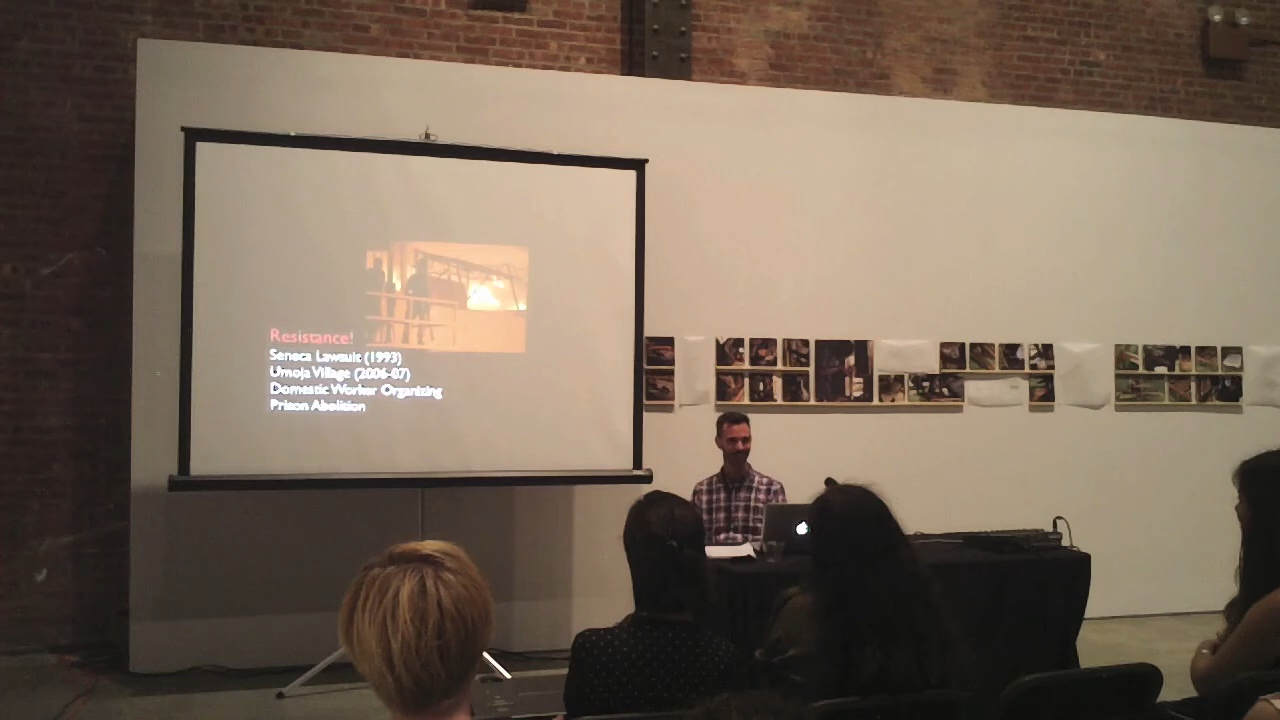 Resistance!
Seneca Lawsuit (1993)
Umoja Village (2006-07)
Domestic Worker Organizing
Prison Abolition